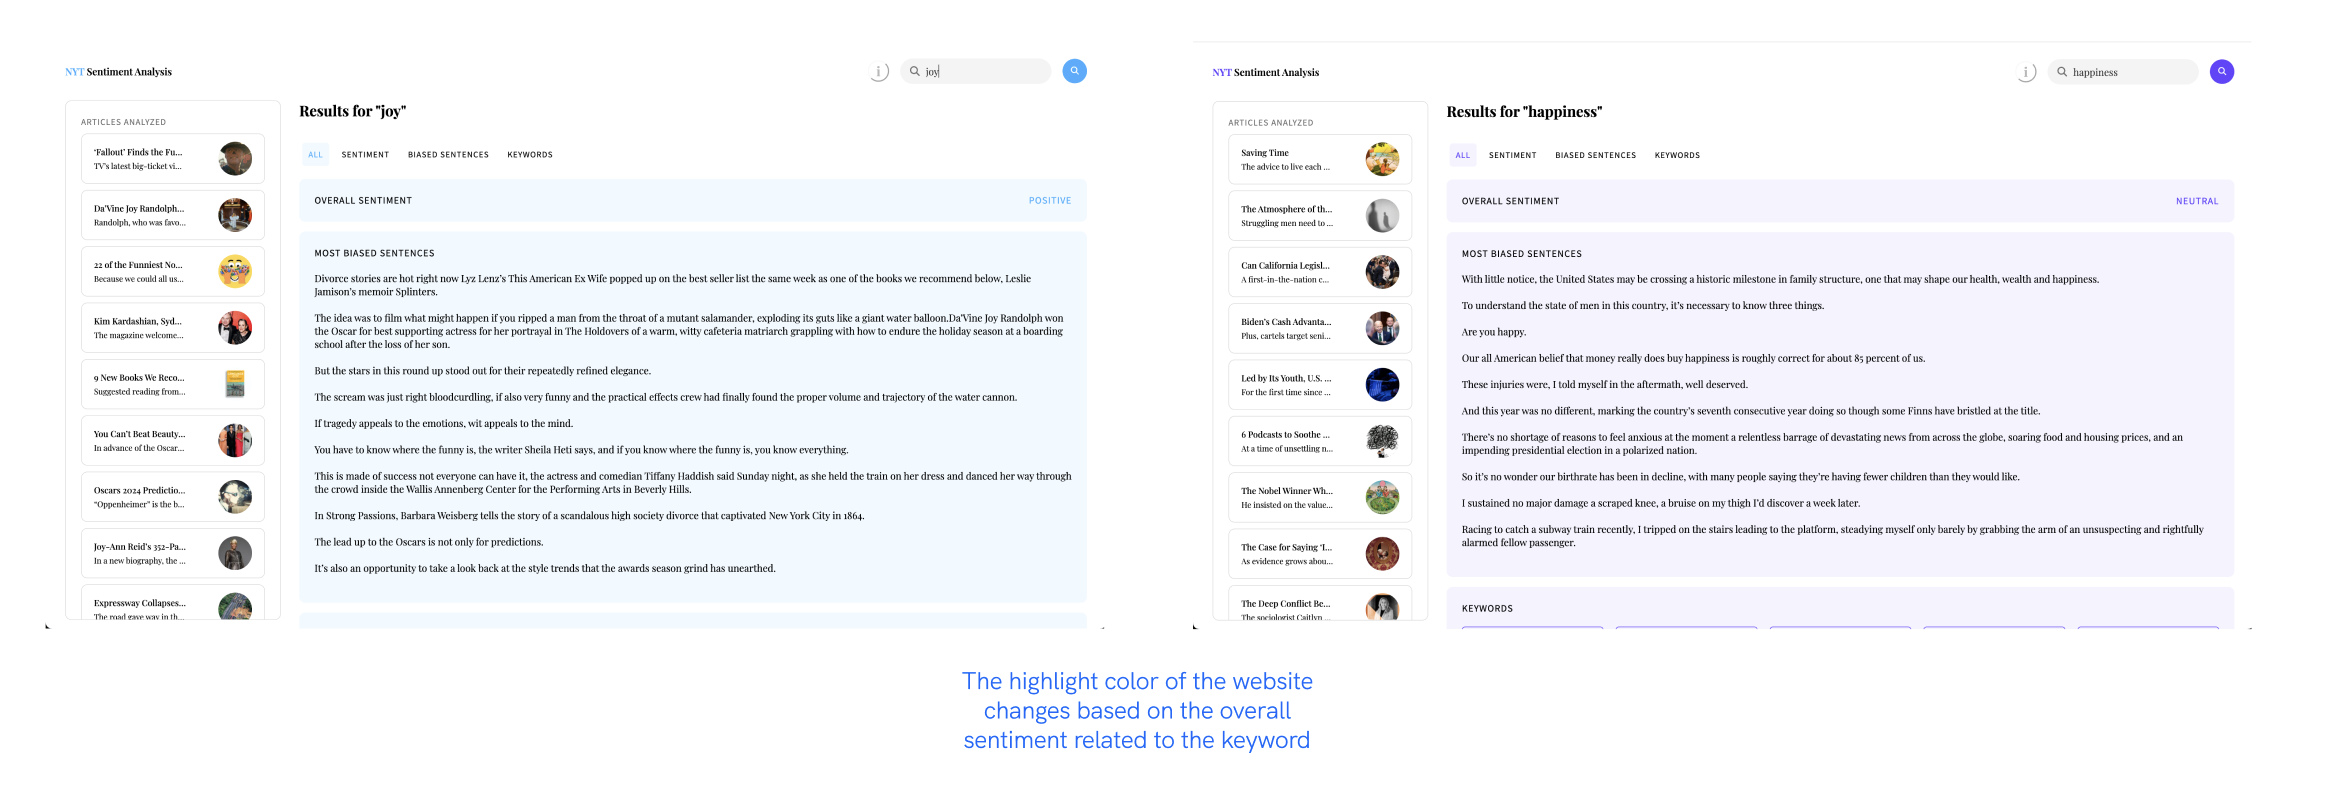 NYT Sentiment Analysis
joy
ARTICLES ANALYZED
'Fallout' Finds the Fu...
TV's latest big-ticket vi...
Da'Vine Joy Randolph...
Randolph, who was favo...
22 of the Funniest No...
Because we could all us...
Kim Kardashian, Syd...
The magazine welcome...
9 New Books We Reco...
Suggested reading from...
You Can't Beat Beauty...
In advance of the Oscar...
Oscars 2024 Predictio...
"Oppenheimer" is the b...
Joy-Ann Reid's 352-Pa...
In a new biography, the ...
Expressway Collapses...
The road gave way in th...
Results for "joy"
ALL SENTIMENT BIASED SENTENCES KEYWORDS
OVERALL SENTIMENT POSITIVE
MOST BIASED SENTENCES
Divorce stories are hot right now Lyz Lenz's This American Ex Wife popped up on the best seller list the same week as one of the books we recommend below, Leslie
Jamison's memoir Splinters.
The idea was to film what might happen if you ripped a man from the throat of a mutant salamander, exploding its guts like a giant water balloon.Da'Vine Joy Randolph won
the Oscar for best supporting actress for her portrayal in The Holdovers of a warm, witty cafeteria matriarch grappling with how to endure the holiday season at a boarding
school after the loss of her son.
But the stars in this round up stood out for their repeatedly refined elegance.
The scream was just right bloodcurdling, if also very funny and the practical effects crew had finally found the proper volume and trajectory of the water cannon.
If tragedy appeals to the emotions, wit appeals to the mind.
You have to know where the funny is, the writer Sheila Heti says, and if you know where the funny is, you know everything.
This is made of success not everyone can have it, the actress and comedian Tiffany Haddish said Sunday night, as she held the train on her dress and danced her way through
the crowd inside the Wallis Annenberg Center for the Performing Arts in Beverly Hills.
In Strong Passions, Barbara Weisberg tells the story of a scandalous high society divorce that captivated New York City in 1864.
The lead up to the Oscars is not only for predictions.
It's also an opportunity to take a look back at the style trends that the awards season grind has unearthed.
NYT Sentiment Analysis
happiness
ARTICLES ANALYZED
Saving Time
The advice to live each ...
The Atmosphere of th...
Struggling men need to ...
Can California Legisl...
A first-in-the-nation c...
Biden's Cash Advanta...
Plus, cartels target seni...
Led by Its Youth, U.S. ...
For the first time since ...
6 Podcasts to Soothe ...
At a time of unsettling n...
The Nobel Winner Wh...
He insisted on the value...
The Case for Saying 'I...
As evidence grows abou...
The Deep Conflict Be...
The sociologist Caitlyn ...
Results for "happiness"
ALL SENTIMENT BIASED SENTENCES KEYWORDS
OVERALL SENTIMENT NEUTRAL
MOST BIASED SENTENCES
With little notice, the United States may be crossing a historic milestone in family structure, one that may shape our health, wealth and happiness.
To understand the state of men in this country, it's necessary to know three things.
Are you happy.
Our all American belief that money really does buy happiness is roughly correct for about 85 percent of us.
These injuries were, I told myself in the aftermath, well deserved.
And this year was no different, marking the country's seventh consecutive year doing so though some Finns have bristled at the title.
There's no shortage of reasons to feel anxious at the moment a relentless barrage of devastating news from across the globe, soaring food and housing prices, and an
impending presidential election in a polarized nation.
So it's no wonder our birthrate has been in decline, with many people saying they're having fewer children than they would like.
I sustained no major damage a scraped knee, a bruise on my thigh I'd discover a week later.
Racing to catch a subway train recently, I tripped on the stairs leading to the platform, steadying myself only barely by grabbing the arm of an unsuspecting and rightfully
alarmed fellow passenger.
KEYWORDS
The highlight color of the website
changes based on the overall
sentiment related to the keyword